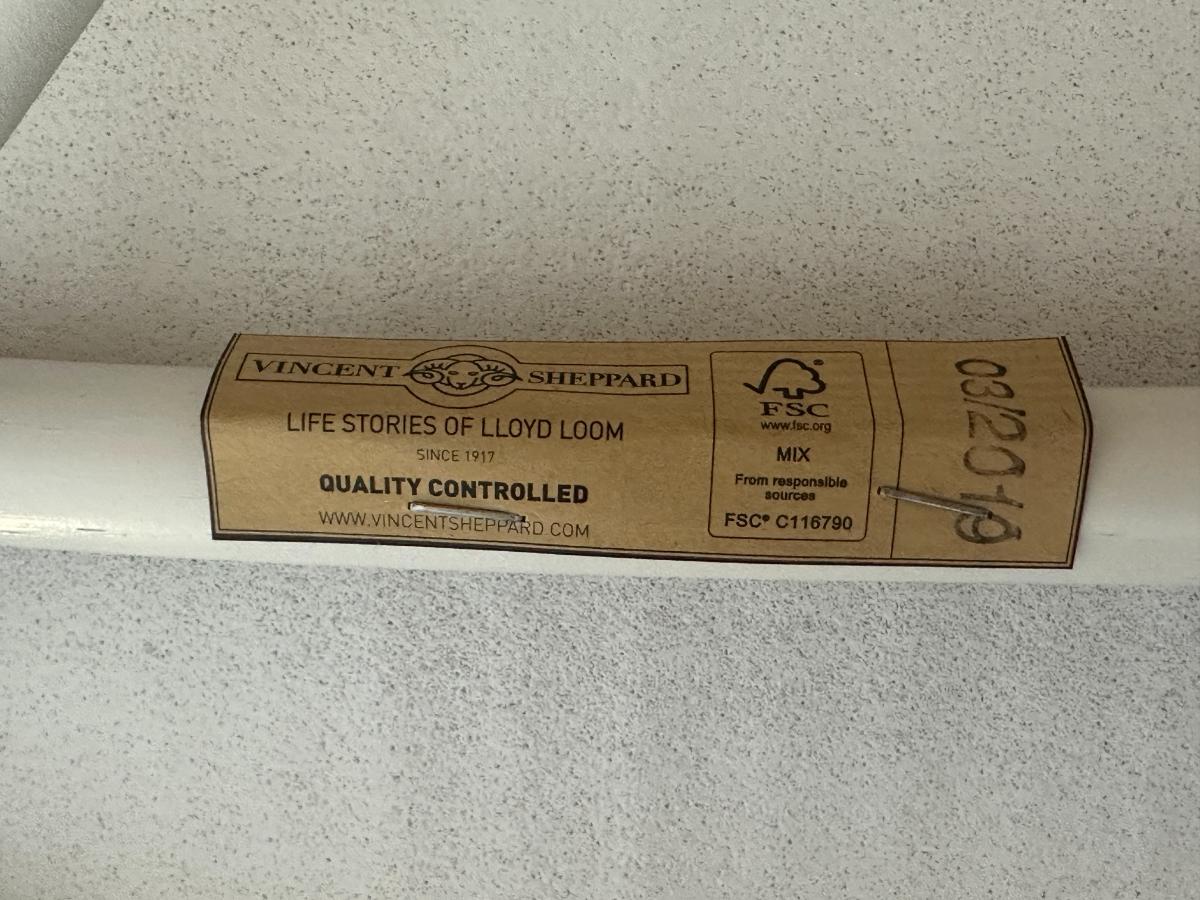 VINCENT SHEPPARD
LIFE STORIES OF LLOYD LOOM
SINCE 1917
QUALITY CONTROLLED
WWW.VINCENTSHEPPARD.COM
FSC®
www.fsc.org
MIX
From responsible
sources
FSC® C116790
03/2019